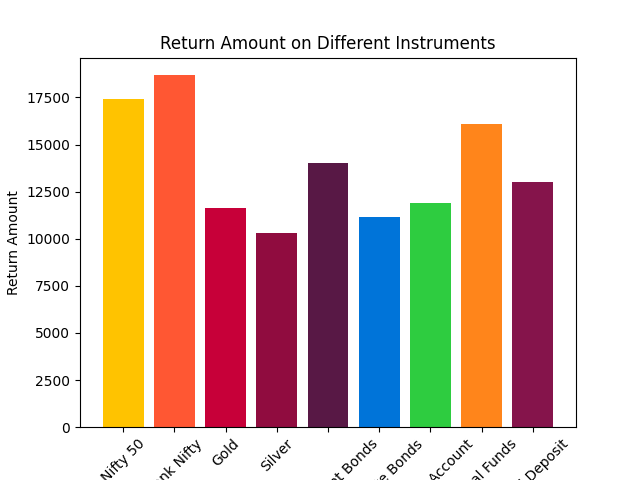 Return Amount on Different Instruments
Return Amount
17500
15000
12500
10000
7500
5000
2500
0
Nifty 50
Nifty
Gold
Silver
Bonds
Bonds
Account
Funds
Deposit